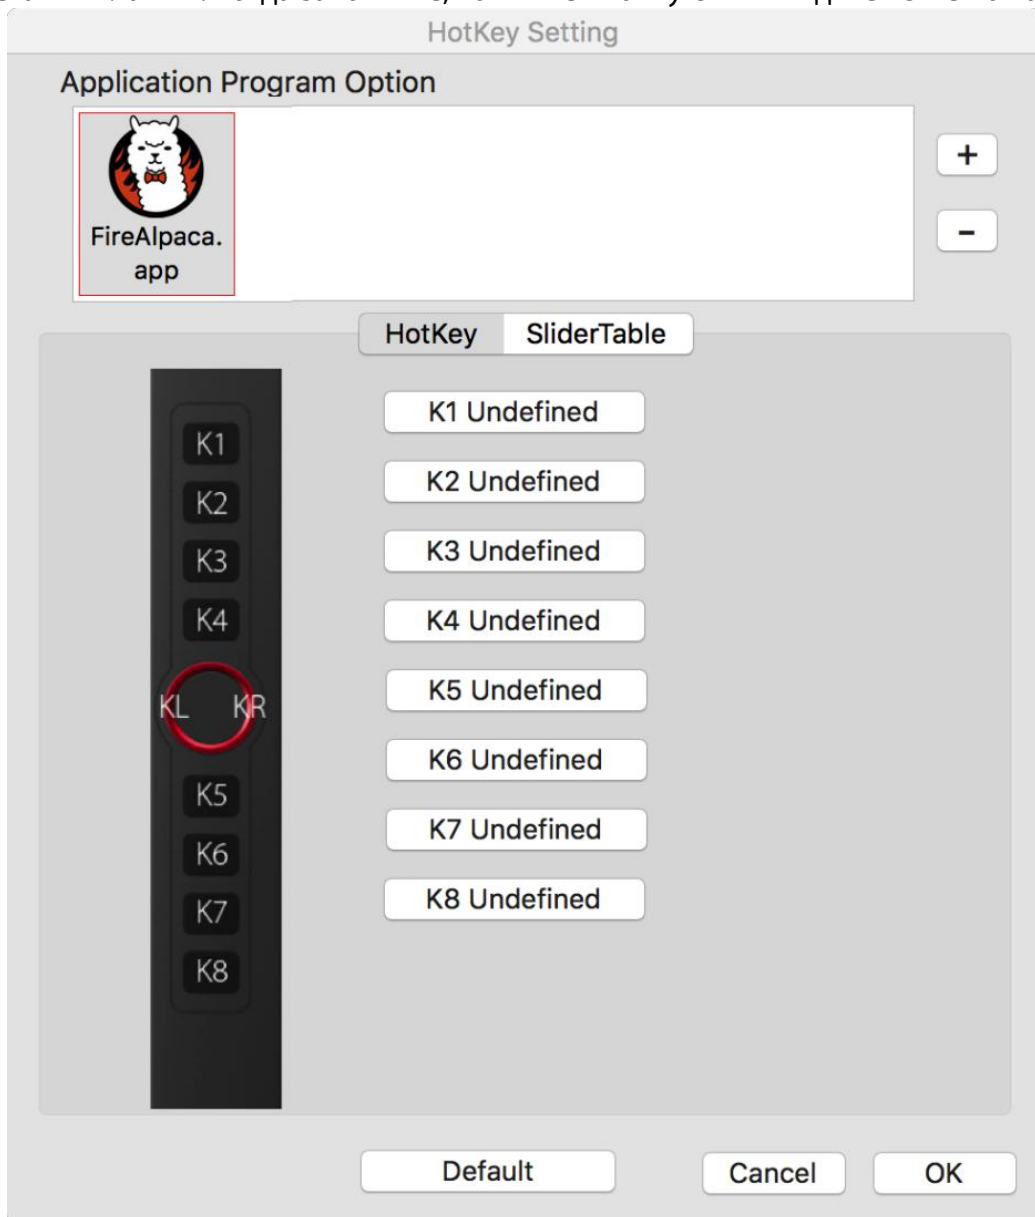 HotKey Setting
Application Program Option
FireAlpaca.
app
+
-
HotKey SliderTable
K1
K2
K3
K4
KL KR
K5
K6
K7
K8
K1 Undefined
K2 Undefined
K3 Undefined
K4 Undefined
K5 Undefined
K6 Undefined
K7 Undefined
K8 Undefined
Default Cancel OK